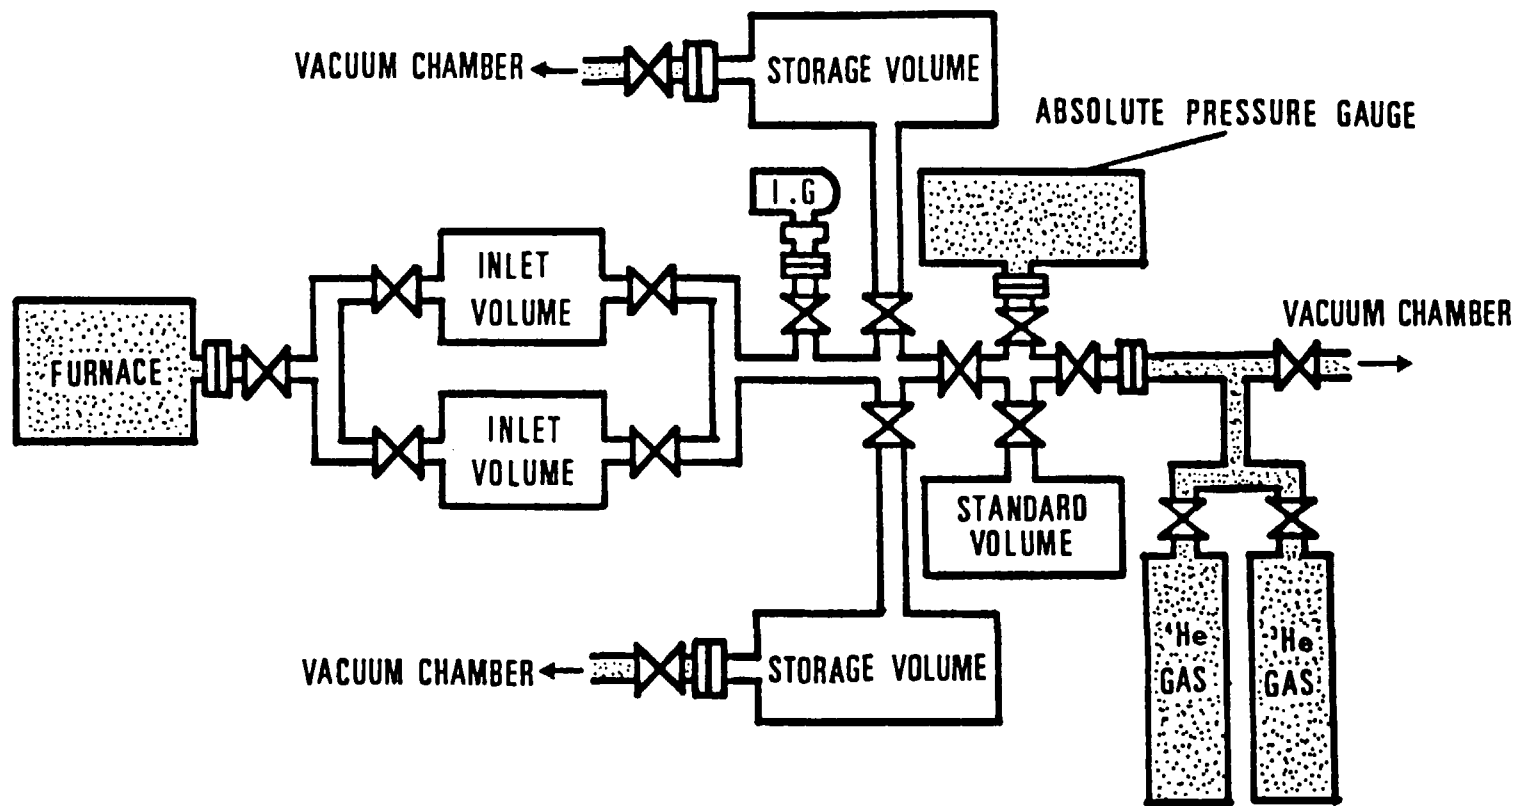 VACUUM CHAMBER
STORAGE VOLUME
ABSOLUTE PRESSURE GAUGE
I.G
INLET
VOLUME
VACUUM CHAMBER
FURNACE
INLET
VOLUME
STANDARD
VOLUME
VACUUM CHAMBER
STORAGE VOLUME
⁴He
GAS
³He
GAS